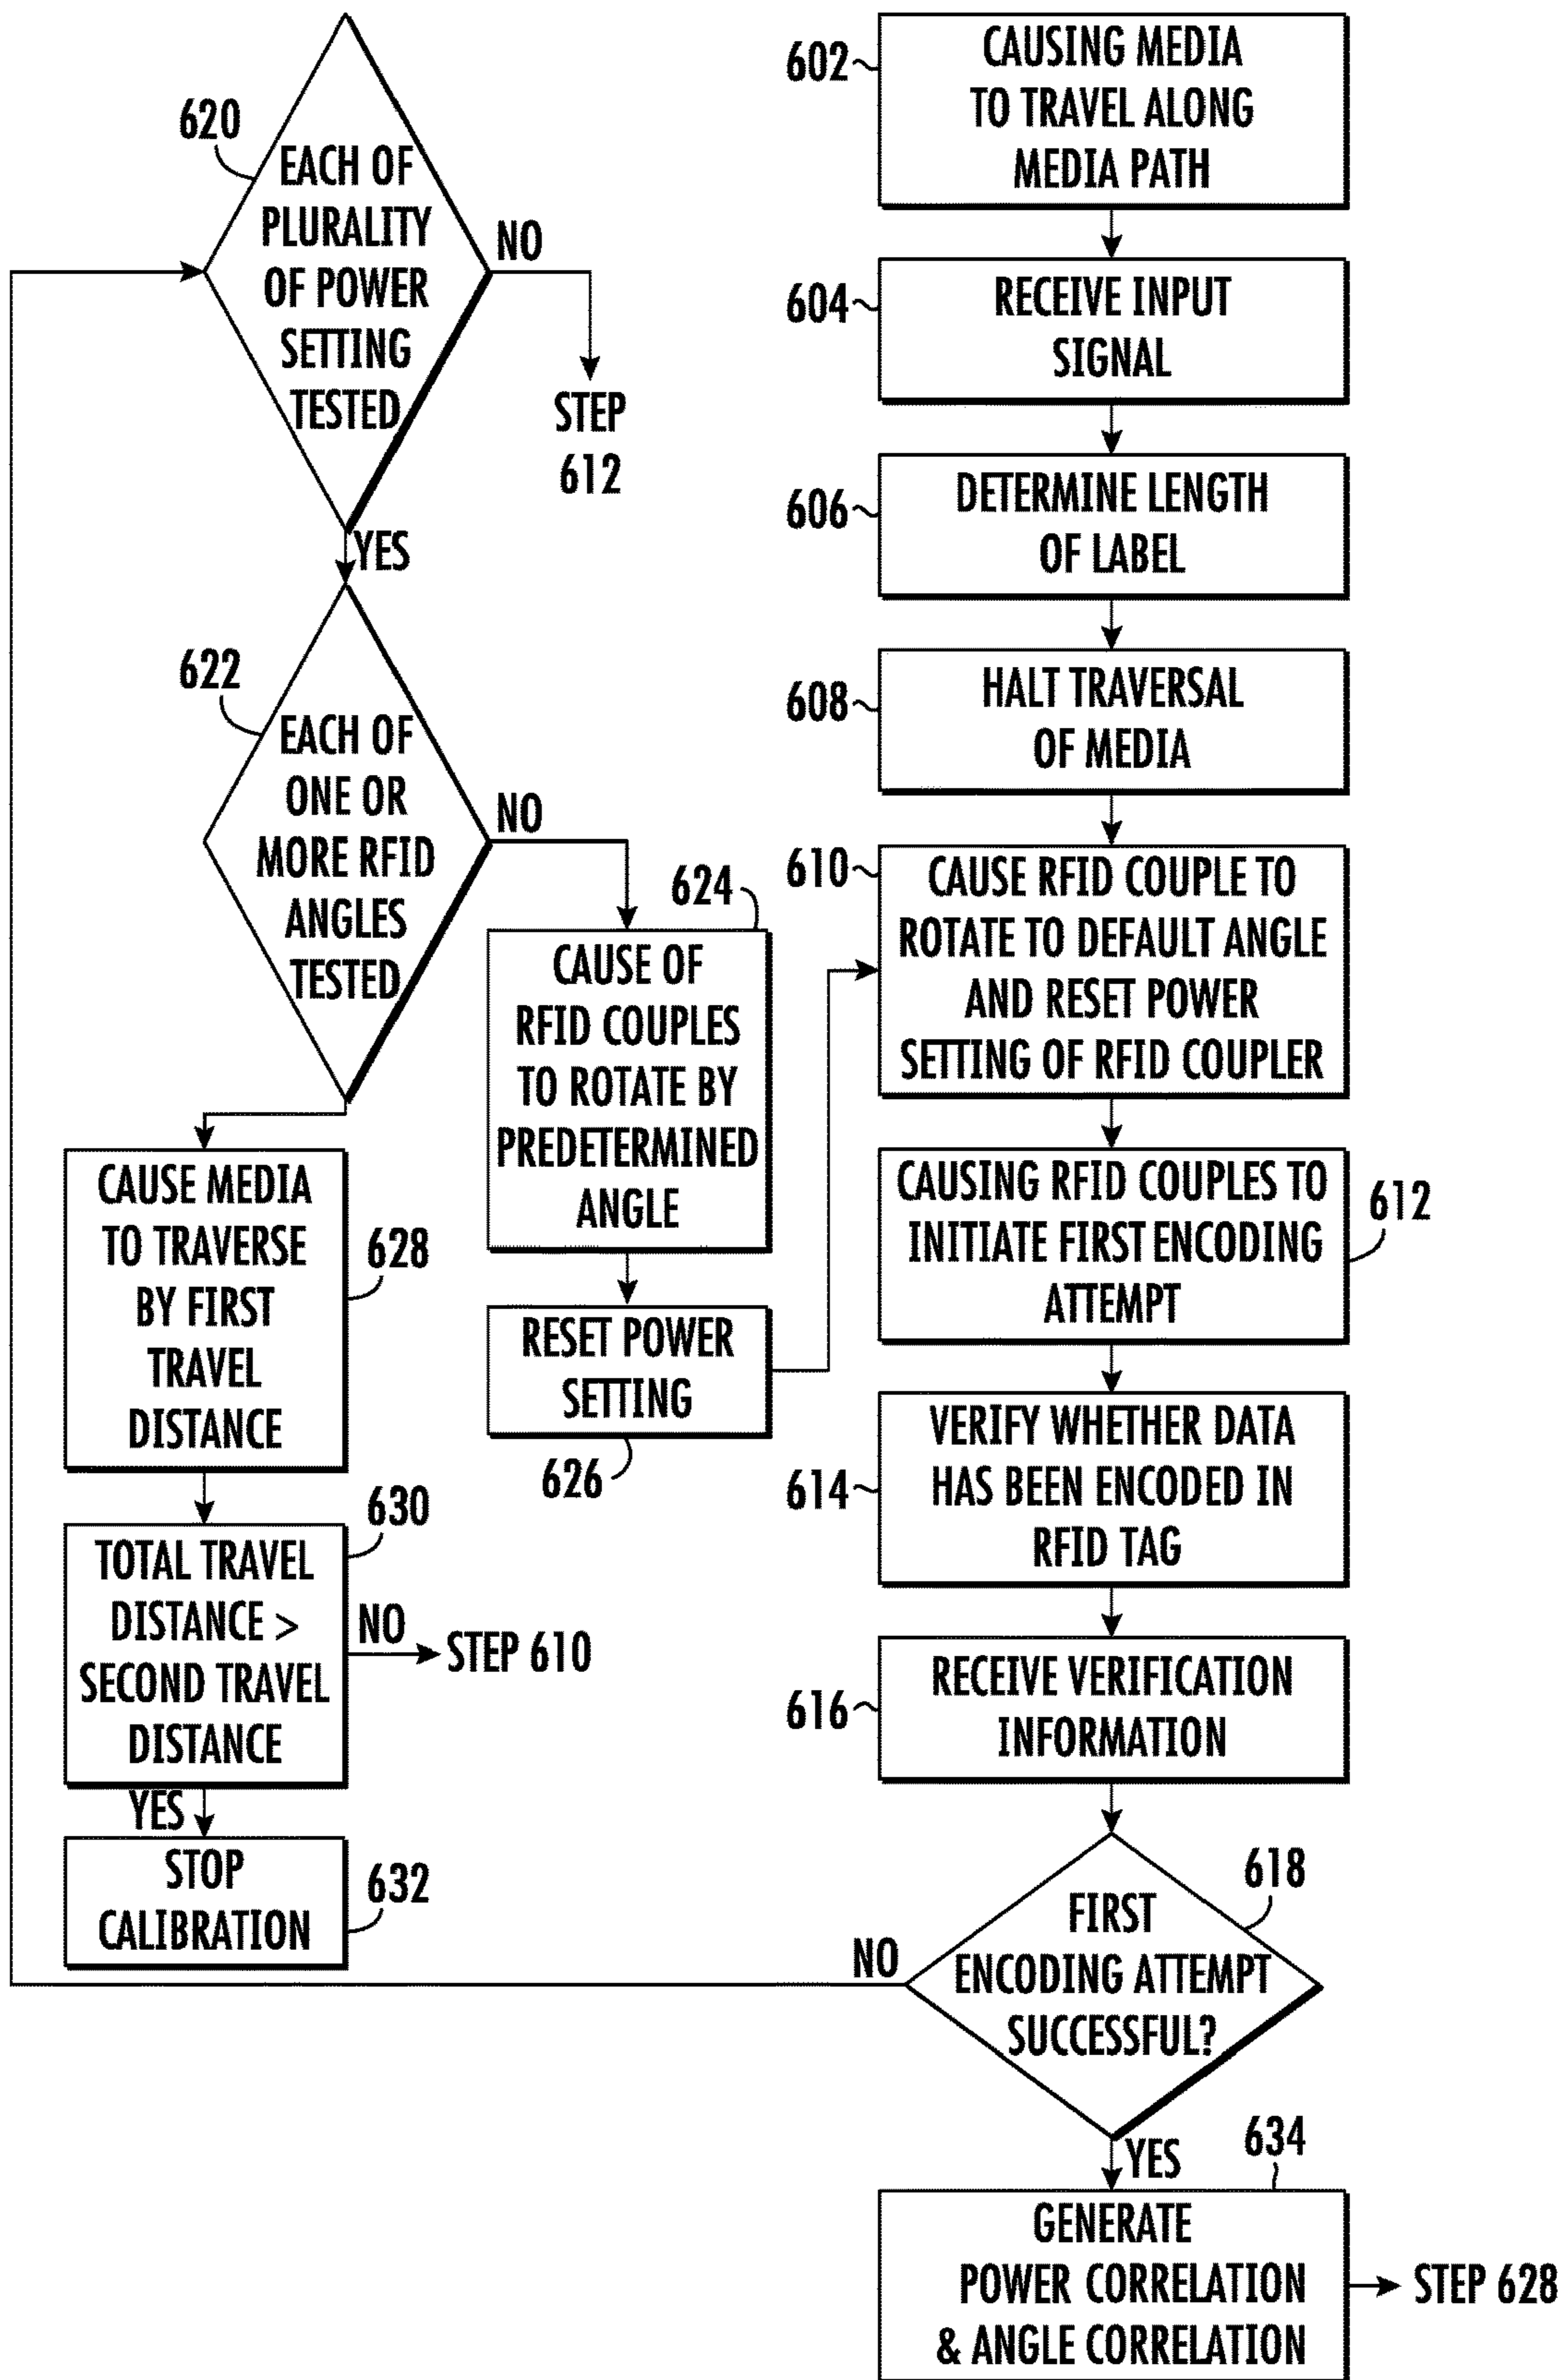 620
EACH OF
PLURALITY
OF POWER
SETTING
TESTED
NO
STEP
612
YES
622
EACH OF
ONE OR
MORE RFID
ANGLES
TESTED
NO
624
CAUSE OF
RFID COUPLES
TO ROTATE BY
PREDETERMINED
ANGLE
RESET POWER
SETTING
626
CAUSE MEDIA
TO TRAVERSE
BY FIRST
TRAVEL
DISTANCE
628
630
TOTAL TRAVEL
DISTANCE >
SECOND TRAVEL
DISTANCE
NO
STEP 610
YES
STOP
CALIBRATION
632
602
CAUSING MEDIA
TO TRAVEL ALONG
MEDIA PATH
604
RECEIVE INPUT
SIGNAL
606
DETERMINE LENGTH
OF LABEL
608
HALT TRAVERSAL
OF MEDIA
610
CAUSE RFID COUPLE TO
ROTATE TO DEFAULT ANGLE
AND RESET POWER
SETTING OF RFID COUPLER
CAUSING RFID COUPLES TO
INITIATE FIRST ENCODING
ATTEMPT
612
614
VERIFY WHETHER DATA
HAS BEEN ENCODED IN
RFID TAG
616
RECEIVE VERIFICATION
INFORMATION
618
FIRST
ENCODING ATTEMPT
SUCCESSFUL?
NO
YES
634
GENERATE
POWER CORRELATION
& ANGLE CORRELATION
STEP 628